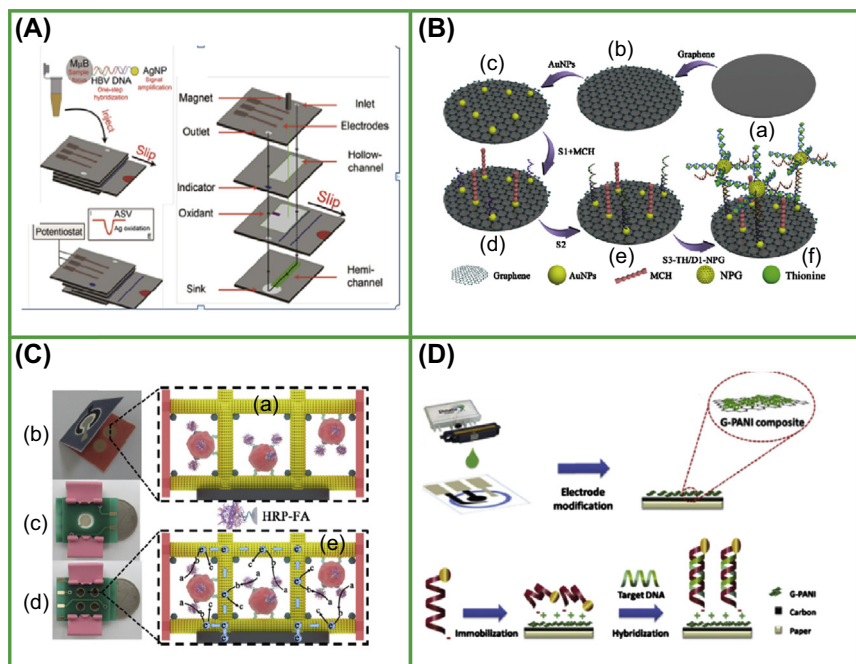 (A)
MμB
Sample
HBV DNA
One-step
hybridization
AgNP
Signal
amplification
Inject
Slip
ASV
Ag oxidation
E
Potentiostat
Magnet
Inlet
Outlet
Electrodes
Hollow-
channel
Indicator
Slip
Oxidant
Hemi-
channel
Sink
(B)
(c)
AuNPs
(b)
Graphene
(a)
S1+MCH
(d)
S2
(e)
S3-TH/D1-NPG
(f)
Graphene
AuNPs
MCH
NPG
Thionine
(C)
(a)
(b)
(c)
HRP-FA
(d)
(e)
a
b
c
(D)
G-PANI composite
Electrode
modification
Immobilization
Target DNA
Hybridization
G-PANI
Carbon
Paper